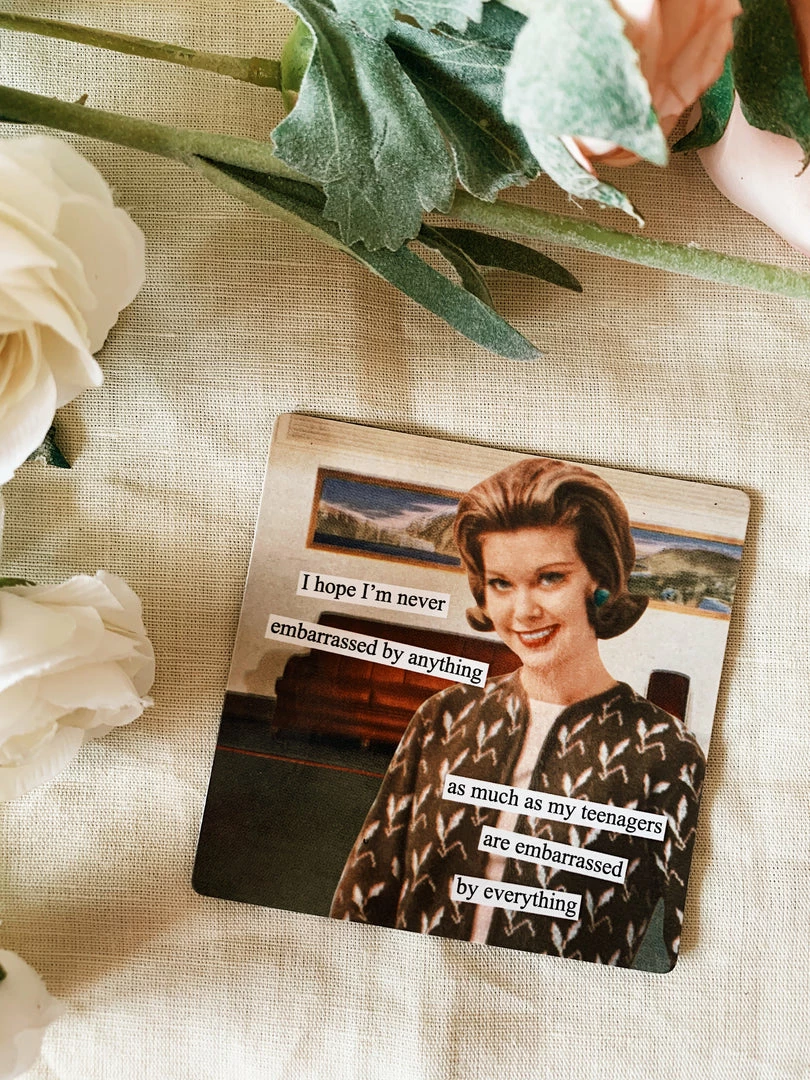 I hope I'm never
embarrassed by anything
as much as my teenagers
are embarrassed
by everything